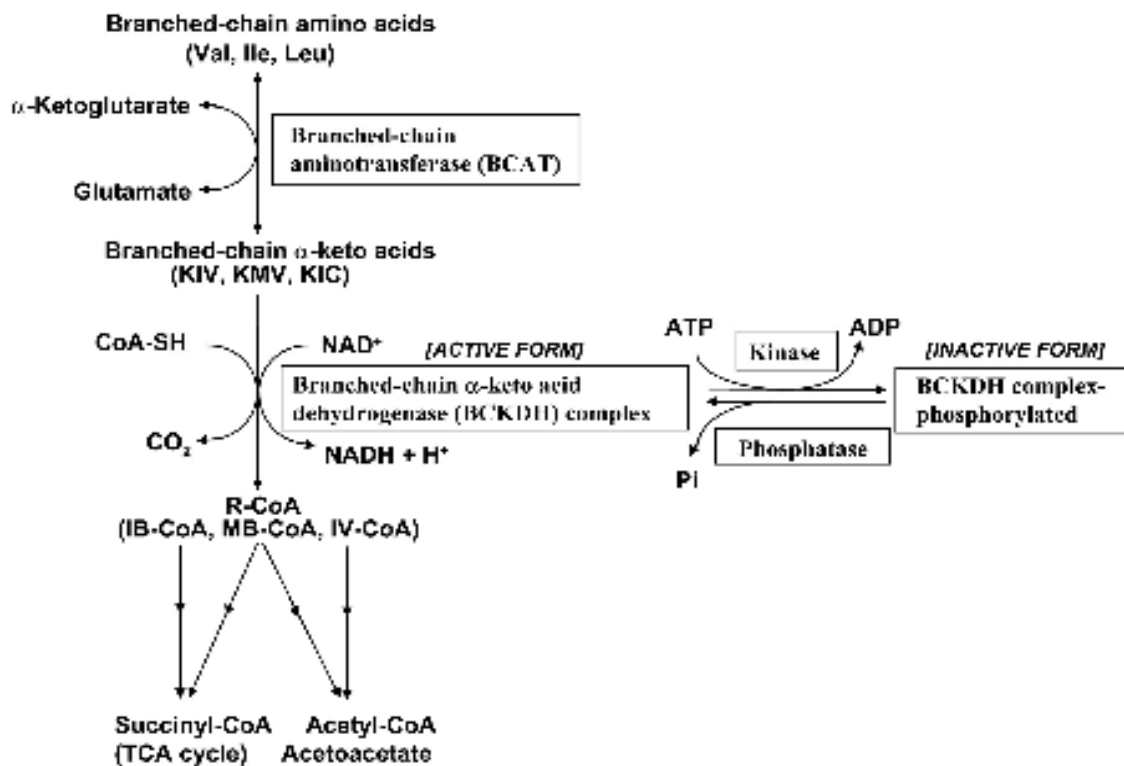 Branched-chain amino acids
(Val, Ile, Leu)
α-Ketoglutarate
Branched-chain
aminotransferase (BCAT)
Glutamate
Branched-chain α-keto acids
(KIV, KMV, KIC)
CoA-SH
NAD⁺
[ACTIVE FORM]
ATP
Kinase
ADP
[INACTIVE FORM]
Branched-chain α-keto acid
dehydrogenase (BCKDH) complex
BCKDH complex-
phosphorylated
CO₂
NADH + H⁺
Phosphatase
Pi
R-CoA
(IB-CoA, MB-CoA, IV-CoA)
Succinyl-CoA
(TCA cycle)
Acetyl-CoA
Acetoacetate